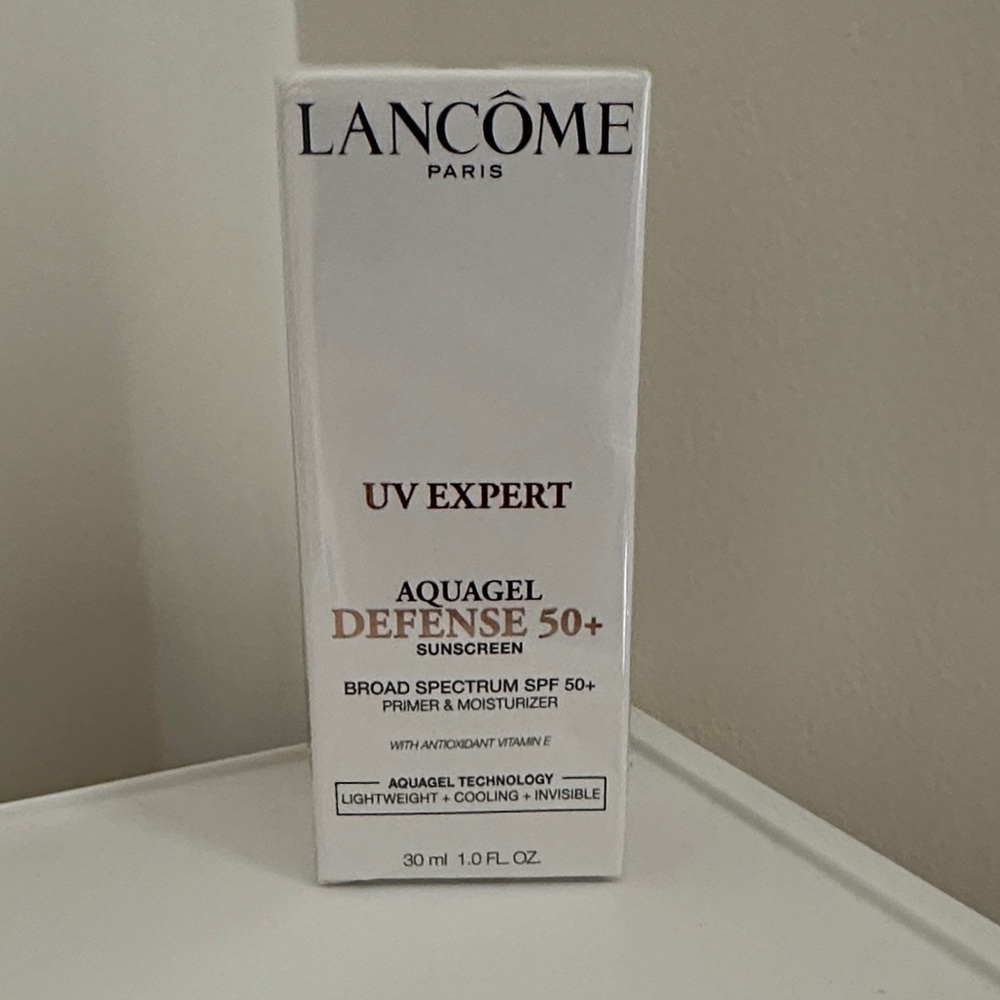 LANCÔME
PARIS
UV EXPERT
AQUAGEL
DEFENSE 50+
SUNSCREEN
BROAD SPECTRUM SPF 50+
PRIMER & MOISTURIZER
WITH ANTIOXIDANT VITAMIN E
AQUAGEL TECHNOLOGY
LIGHTWEIGHT + COOLING + INVISIBLE
30 ml 1.0 FL. OZ.